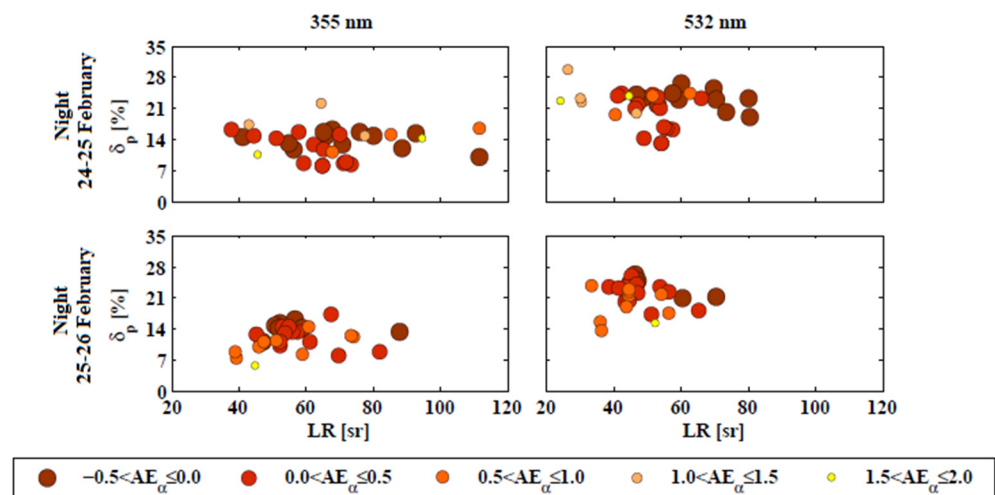 355 nm
532 nm
Night
24-25 February
δp [%]
35
28
21
14
7
0
Night
25-26 February
δp [%]
35
28
21
14
7
0
20 40 60 80 100 120
LR [sr]
20 40 60 80 100 120
LR [sr]
−0.5<AEα≤0.0 0.0<AEα≤0.5 0.5<AEα≤1.0 1.0<AEα≤1.5 1.5<AEα≤2.0